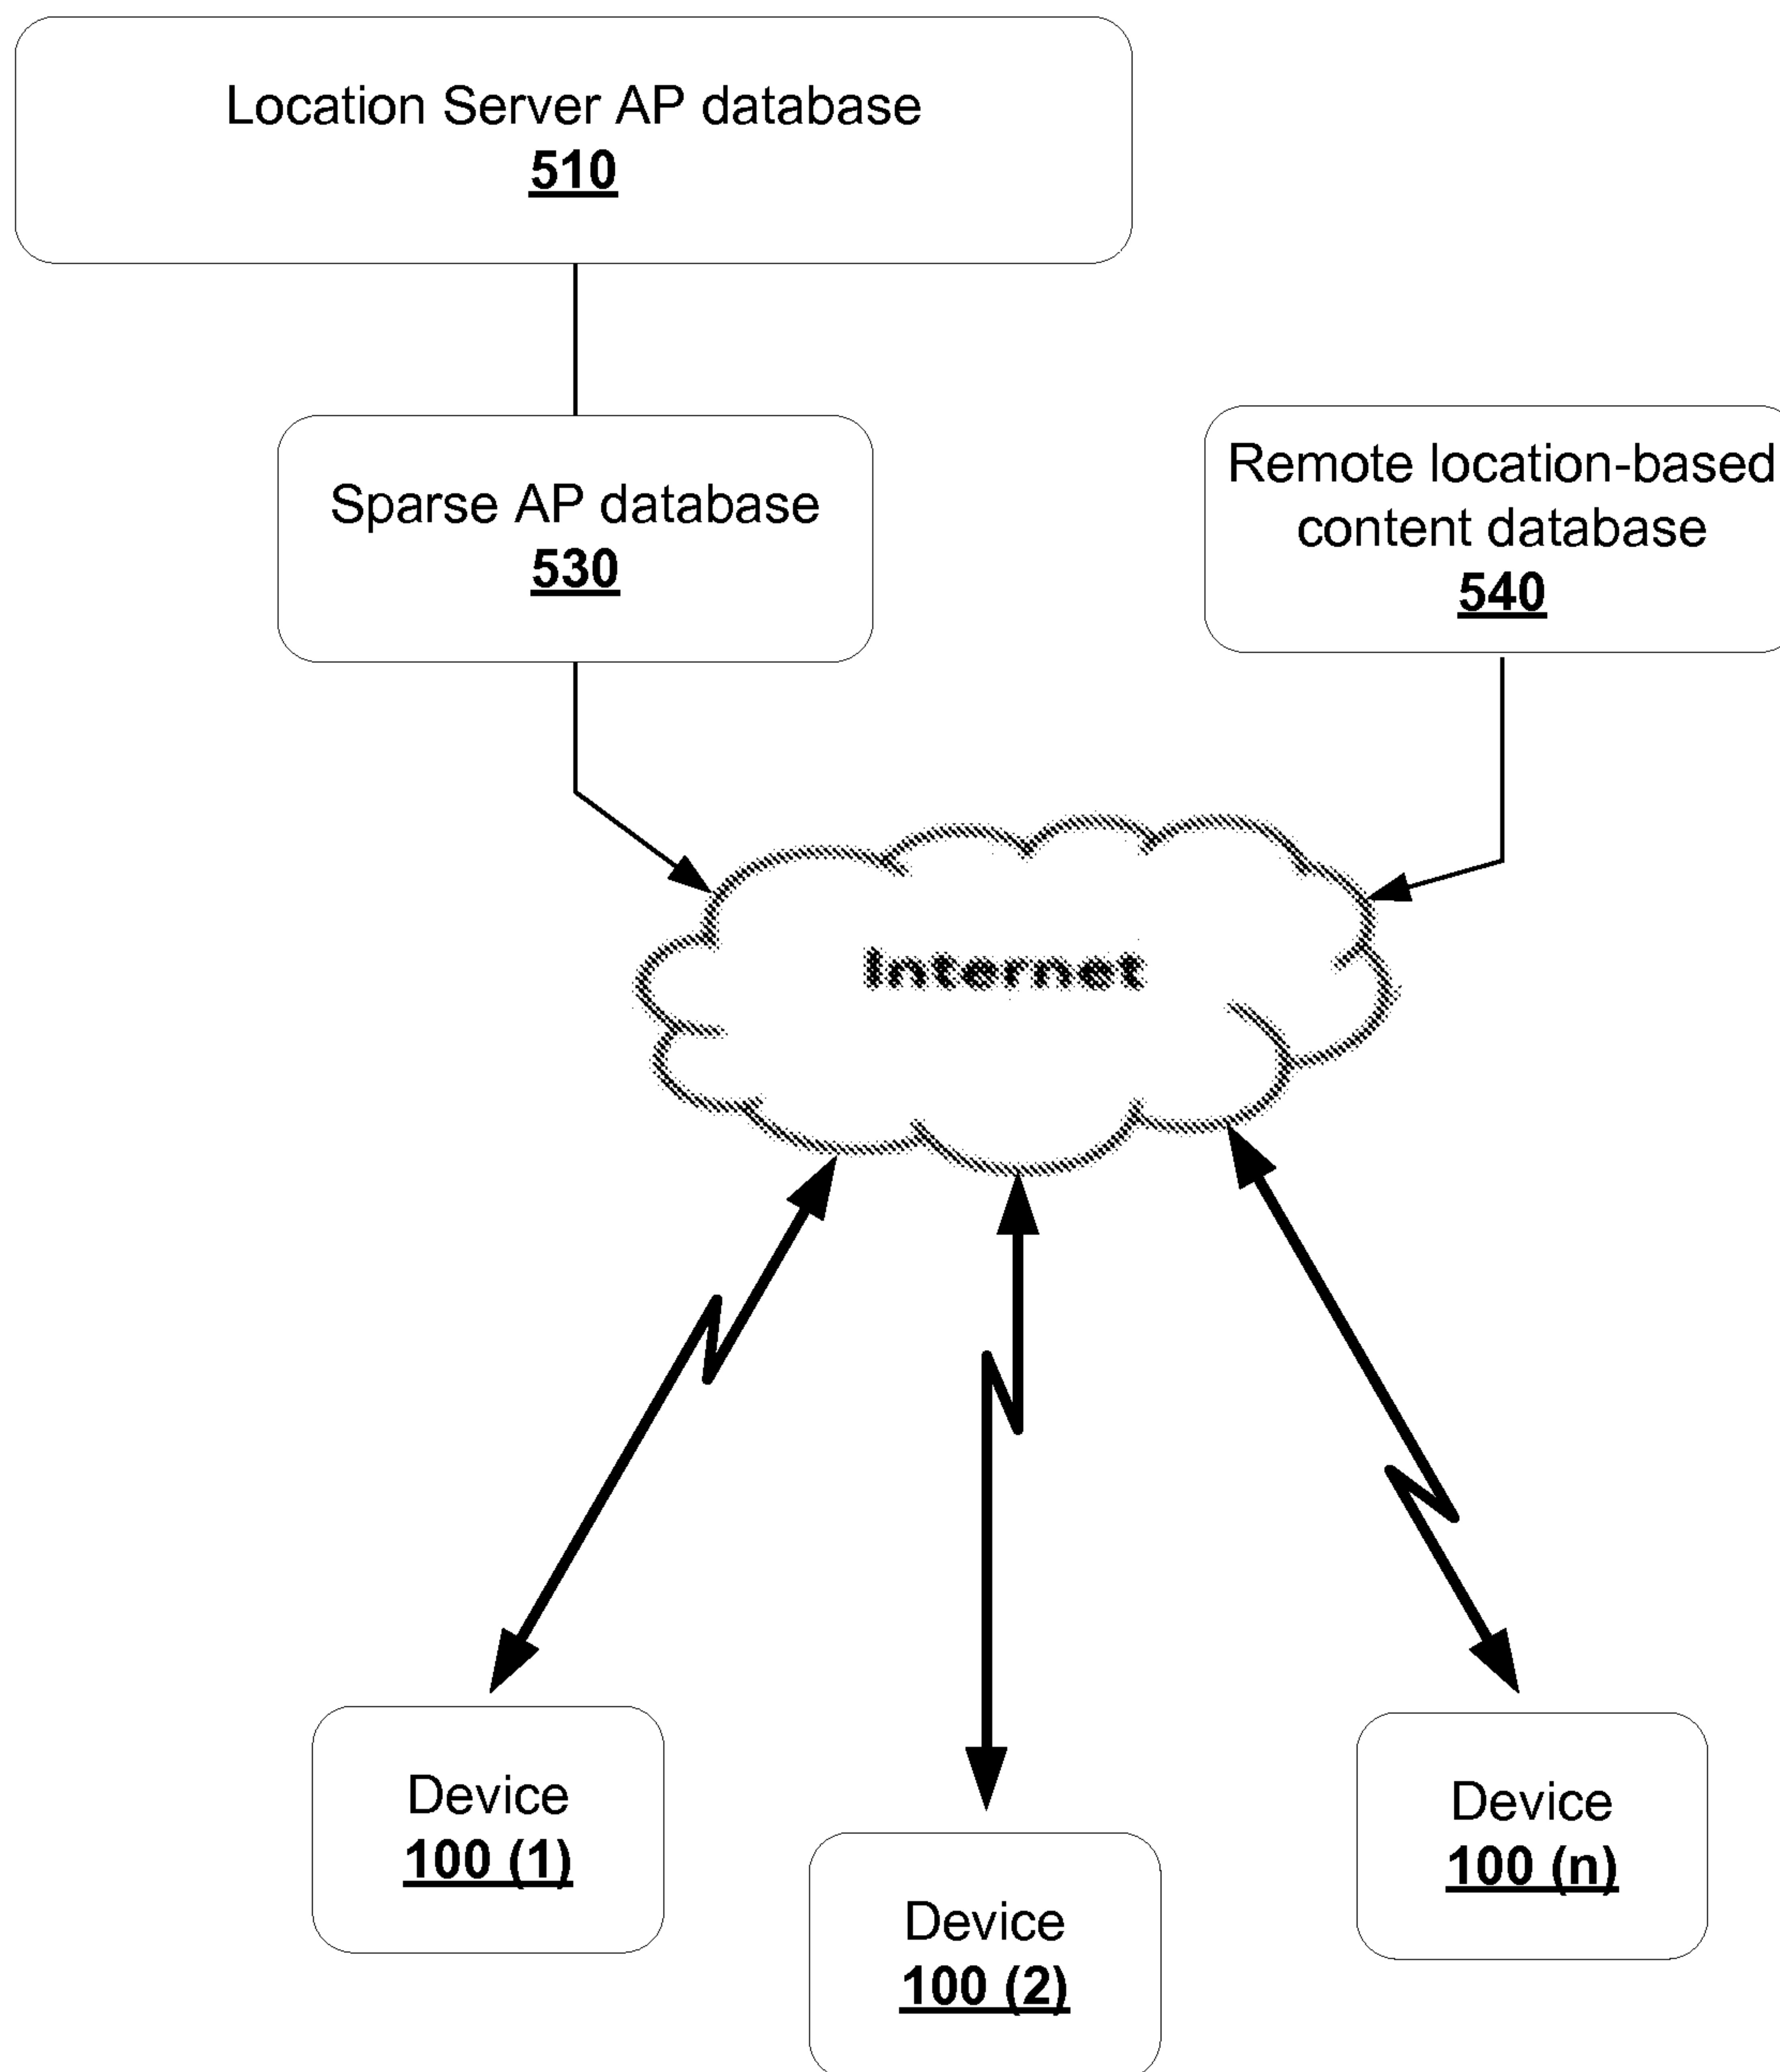 Location Server AP database
510
Sparse AP database
530
Remote location-based
content database
540
Internet
Device
100 (1)
Device
100 (2)
Device
100 (n)